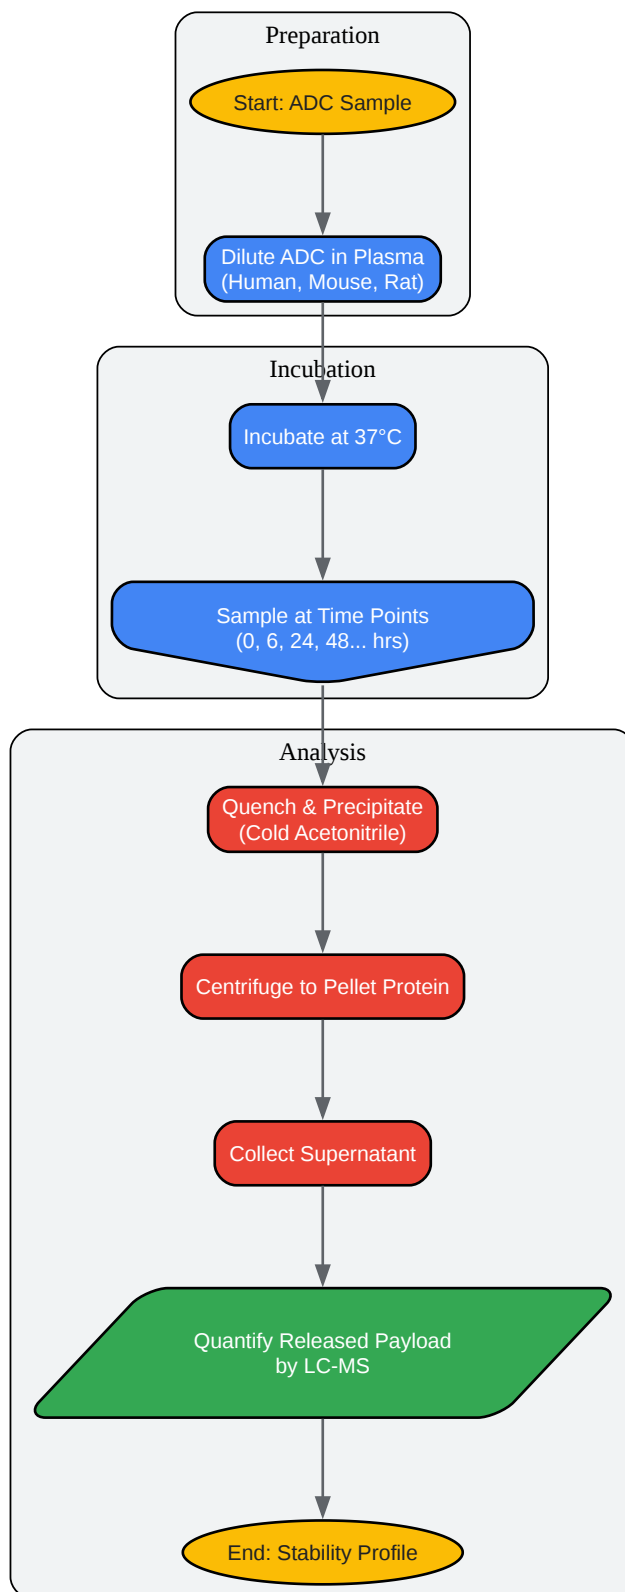 Preparation
Start: ADC Sample
Dilute ADC in Plasma
(Human, Mouse, Rat)
Incubation
Incubate at 37°C
Sample at Time Points
(0, 6, 24, 48... hrs)
Analysis
Quench & Precipitate
(Cold Acetonitrile)
Centrifuge to Pellet Protein
Collect Supernatant
Quantify Released Payload
by LC-MS
End: Stability Profile